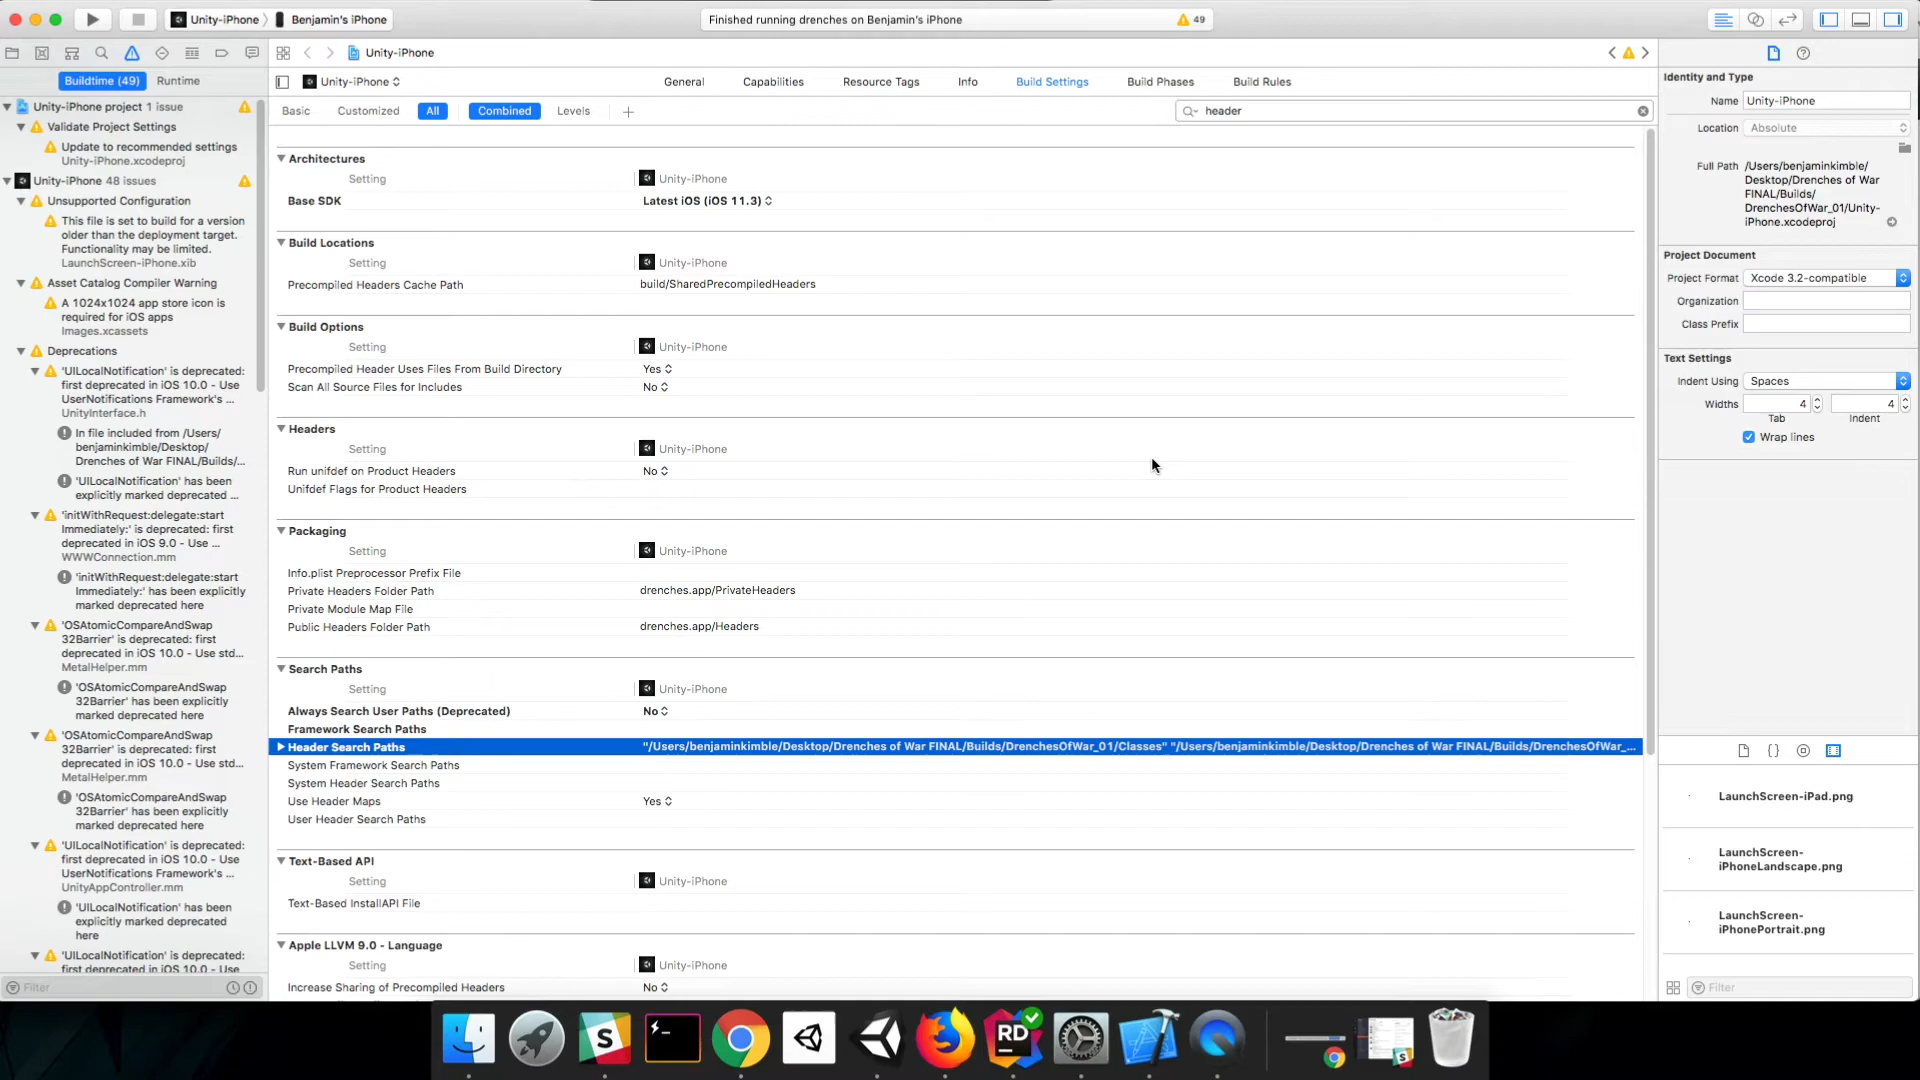 Unity-iPhone
Benjamin's iPhone
Finished running drenches on Benjamin's iPhone
49
Unity-iPhone
Buildtime (49)
Runtime
Unity-iPhone
General
Capabilities
Resource Tags
Info
Build Settings
Build Phases
Build Rules
Basic
Customized
All
Combined
Levels
header
Unity-iPhone project 1 issue
Validate Project Settings
Update to recommended settings
Unity-iPhone.xcodeproj
Unity-iPhone 48 issues
Unsupported Configuration
This file is set to build for a version
older than the deployment target.
Functionality may be limited.
LaunchScreen-iPhone.xib
Asset Catalog Compiler Warning
A 1024x1024 app store icon is
required for iOS apps
Images.xcassets
Deprecations
'UILocalNotification' is deprecated:
first deprecated in iOS 10.0 - Use
UserNotifications Framework's ...
UnityInterface.h
In file included from /Users/
benjaminkimble/Desktop/
Drenches of War FINAL/Builds/...
'UILocalNotification' has been
explicitly marked deprecated ...
'initWithRequest:delegate:start
Immediately:' is deprecated: first
deprecated in iOS 9.0 - Use ...
WWWConnection.mm
'initWithRequest:delegate:start
Immediately:' has been explicitly
marked deprecated here
'OSAtomicCompareAndSwap
32Barrier' is deprecated: first
deprecated in iOS 10.0 - Use std...
MetalHelper.mm
'OSAtomicCompareAndSwap
32Barrier' has been explicitly
marked deprecated here
'OSAtomicCompareAndSwap
32Barrier' is deprecated: first
deprecated in iOS 10.0 - Use std...
MetalHelper.mm
'OSAtomicCompareAndSwap
32Barrier' has been explicitly
marked deprecated here
'UILocalNotification' is deprecated:
first deprecated in iOS 10.0 - Use
UserNotifications Framework's ...
UnityAppController.mm
'UILocalNotification' has been
explicitly marked deprecated
here
'UILocalNotification' is deprecated:
first deprecated in iOS 10.0 - Use
Filter
Architectures
Setting Unity-iPhone
Base SDK Latest iOS (iOS 11.3)
Build Locations
Setting Unity-iPhone
Precompiled Headers Cache Path build/SharedPrecompiledHeaders
Build Options
Setting Unity-iPhone
Precompiled Header Uses Files From Build Directory Yes
Scan All Source Files for Includes No
Headers
Setting Unity-iPhone
Run unifdef on Product Headers No
Unifdef Flags for Product Headers
Packaging
Setting Unity-iPhone
Info.plist Preprocessor Prefix File
Private Headers Folder Path drenches.app/PrivateHeaders
Private Module Map File
Public Headers Folder Path drenches.app/Headers
Search Paths
Setting Unity-iPhone
Always Search User Paths (Deprecated) No
Framework Search Paths
Header Search Paths "/Users/benjaminkimble/Desktop/Drenches of War FINAL/Builds/DrenchesOfWar_01/Classes" "/Users/benjaminkimble/Desktop/Drenches of War FINAL/Builds/DrenchesOfWar_...
System Framework Search Paths
System Header Search Paths
Use Header Maps Yes
User Header Search Paths
Text-Based API
Setting Unity-iPhone
Text-Based InstallAPI File
Apple LLVM 9.0 - Language
Setting Unity-iPhone
Increase Sharing of Precompiled Headers No
Identity and Type
Name Unity-iPhone
Location Absolute
Full Path /Users/benjaminkimble/
Desktop/Drenches of War
FINAL/Builds/
DrenchesOfWar_01/Unity-
iPhone.xcodeproj
Project Document
Project Format Xcode 3.2-compatible
Organization
Class Prefix
Text Settings
Indent Using Spaces
Widths 4 4
Tab Indent
Wrap lines
LaunchScreen-iPad.png
LaunchScreen-
iPhoneLandscape.png
LaunchScreen-
iPhonePortrait.png
Filter
S
RD